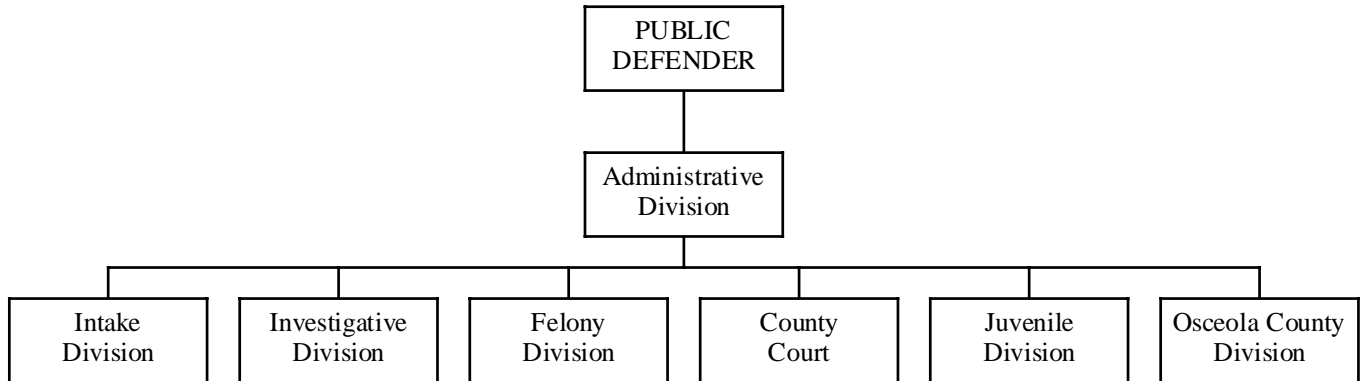 PUBLIC
DEFENDER
Administrative
Division
Intake
Division
Investigative
Division
Felony
Division
County
Court
Juvenile
Division
Osceola County
Division